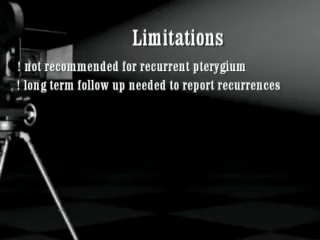 Limitations
! not recommended for recurrent pterygium
! long term follow up needed to report recurrences